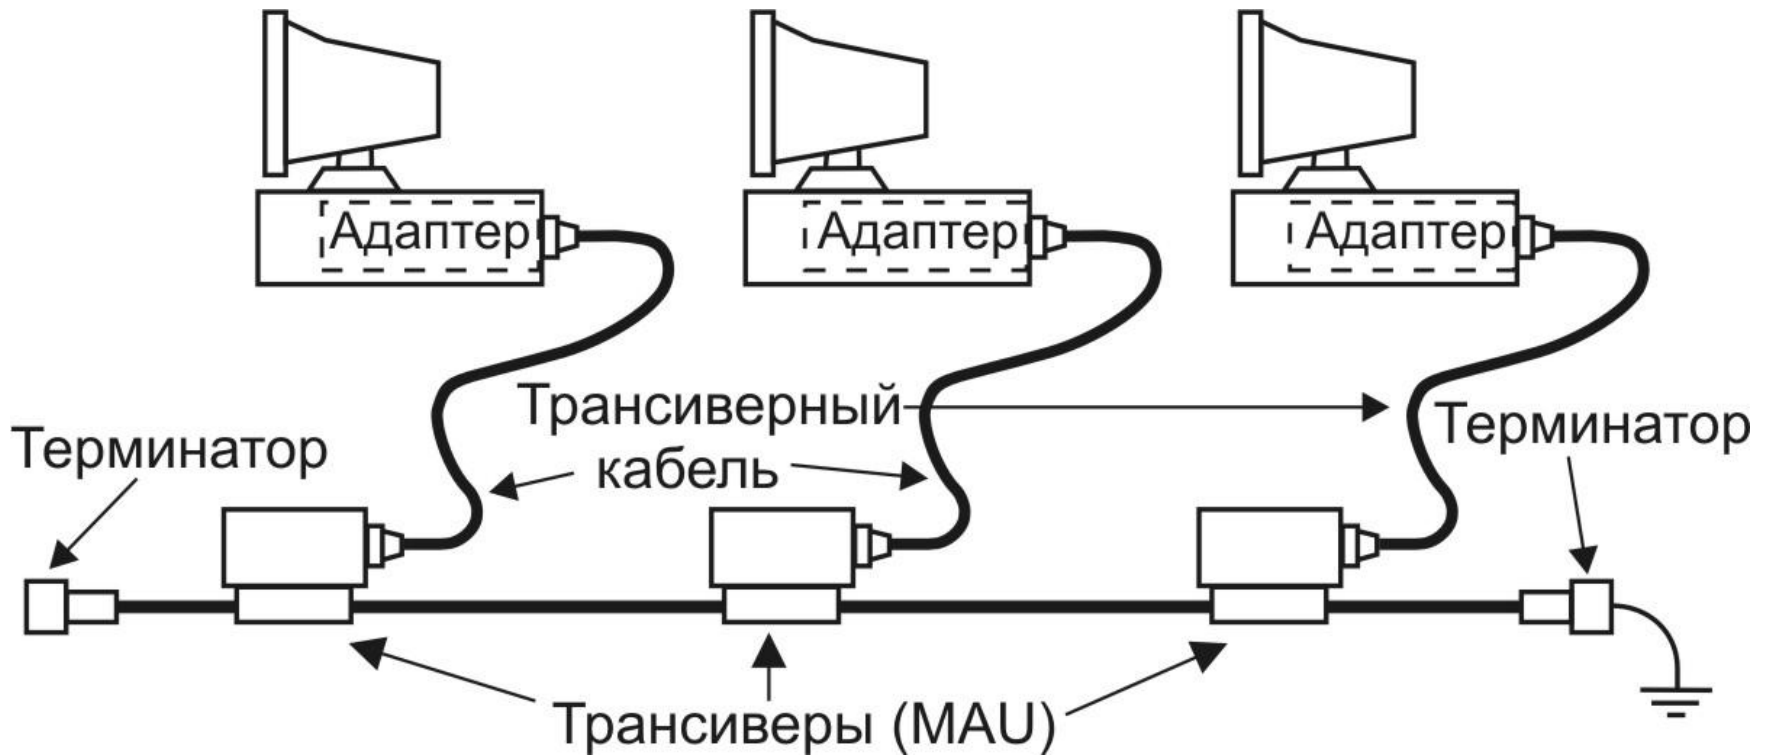 Адаптер
Адаптер
Адаптер
Трансиверный
кабель
Терминатор
Терминатор
Трансиверы (MAU)